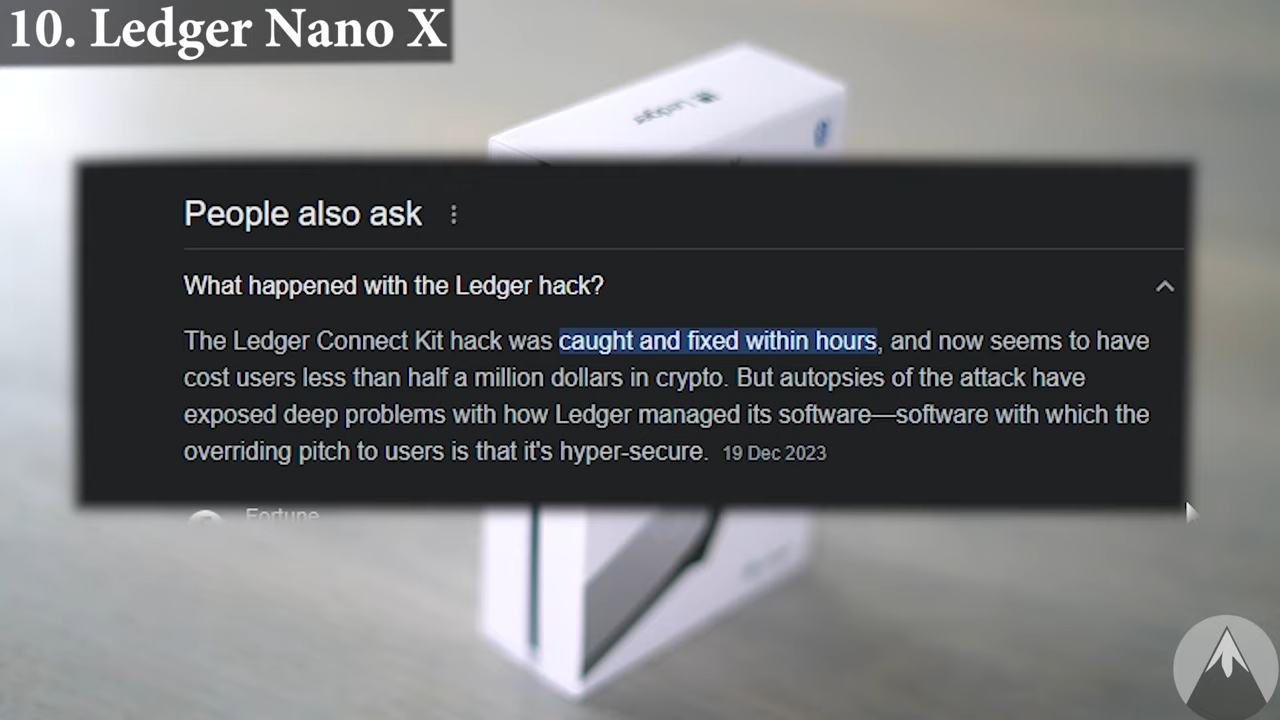 10. Ledger Nano X
Ledger
People also ask
What happened with the Ledger hack?
The Ledger Connect Kit hack was caught and fixed within hours, and now seems to have
cost users less than half a million dollars in crypto. But autopsies of the attack have
exposed deep problems with how Ledger managed its software—software with which the
overriding pitch to users is that it's hyper-secure. 19 Dec 2023
Fortune